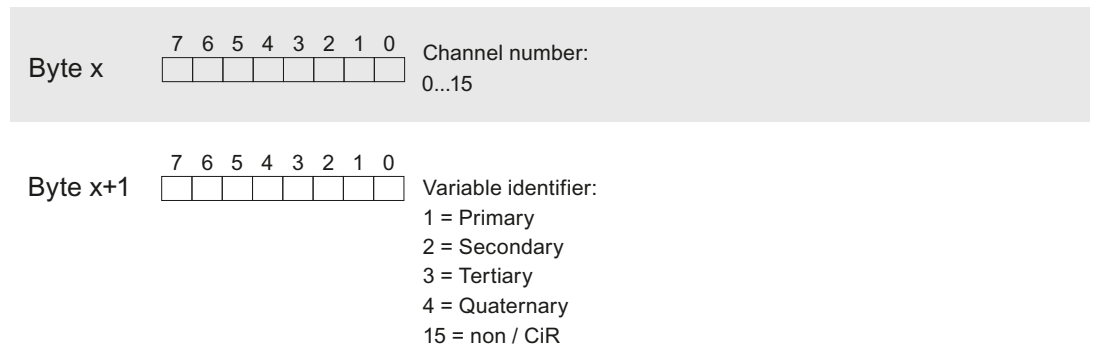 7 6 5 4 3 2 1 0
Byte x
Channel number:
0...15
7 6 5 4 3 2 1 0
Byte x+1
Variable identifier:
1 = Primary
2 = Secondary
3 = Tertiary
4 = Quaternary
15 = non / CiR